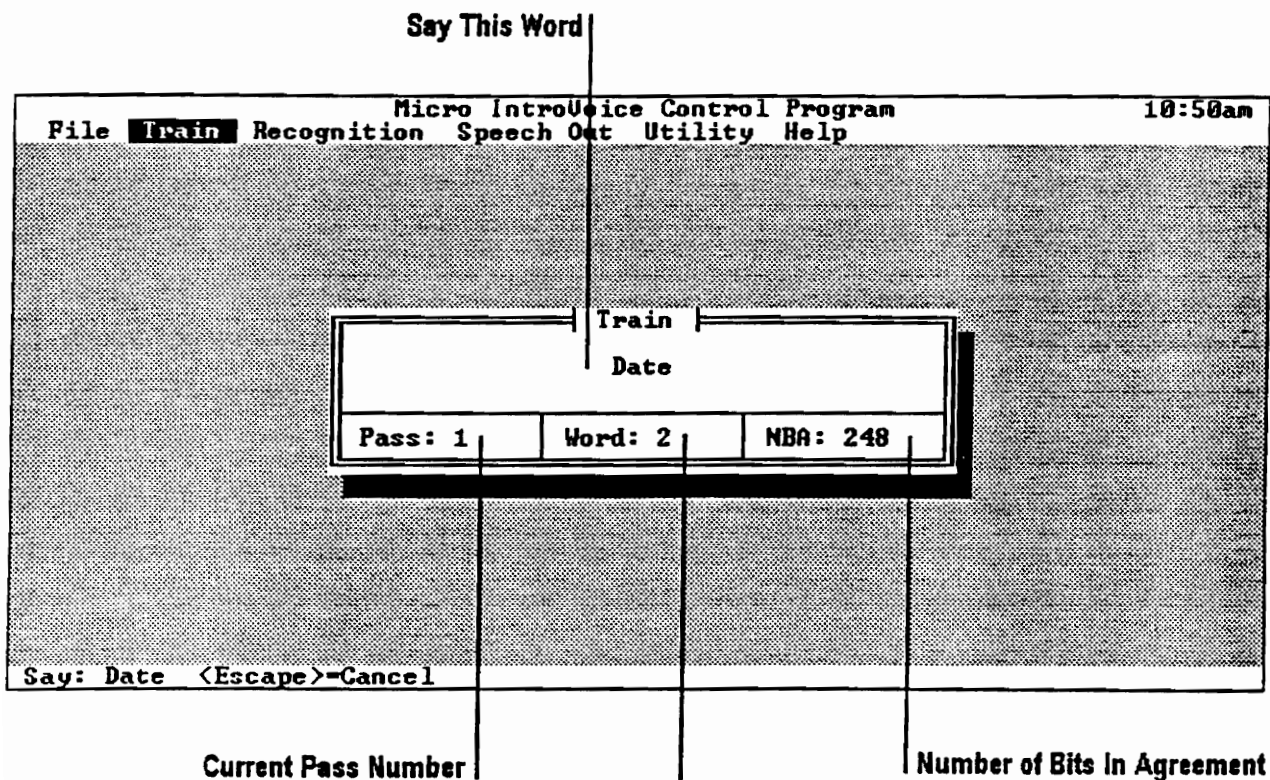 Say This Word
Micro IntroVoice Control Program 10:50am
File Train Recognition Speech Out Utility Help
Train
Date
Pass: 1 Word: 2 NBA: 248
Say: Date <Escape>=Cancel
Current Pass Number
Number of Bits In Agreement